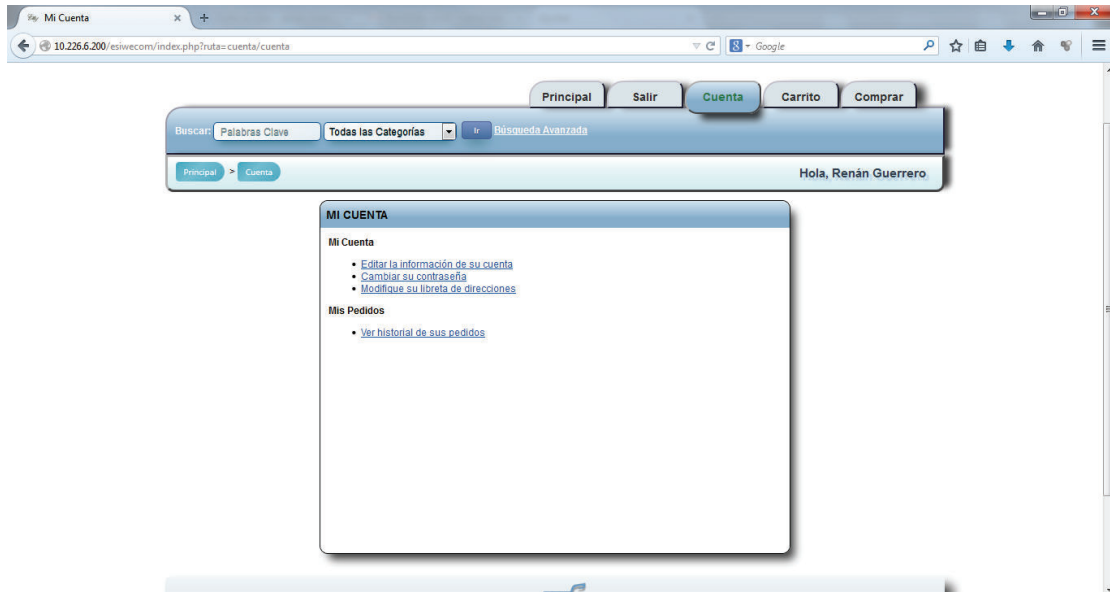 Mi Cuenta
10.226.6.200/esiwecom/index.php?ruta=cuenta/cuenta
Google
Principal Salir Cuenta Carrito Comprar
Buscar: Palabras Clave Todas las Categorías Ir Búsqueda Avanzada
Principal > Cuenta Hola, Renán Guerrero
MI CUENTA
Mi Cuenta
• Editar la información de su cuenta
• Cambiar su contraseña
• Modifique su libreta de direcciones
Mis Pedidos
• Ver historial de sus pedidos